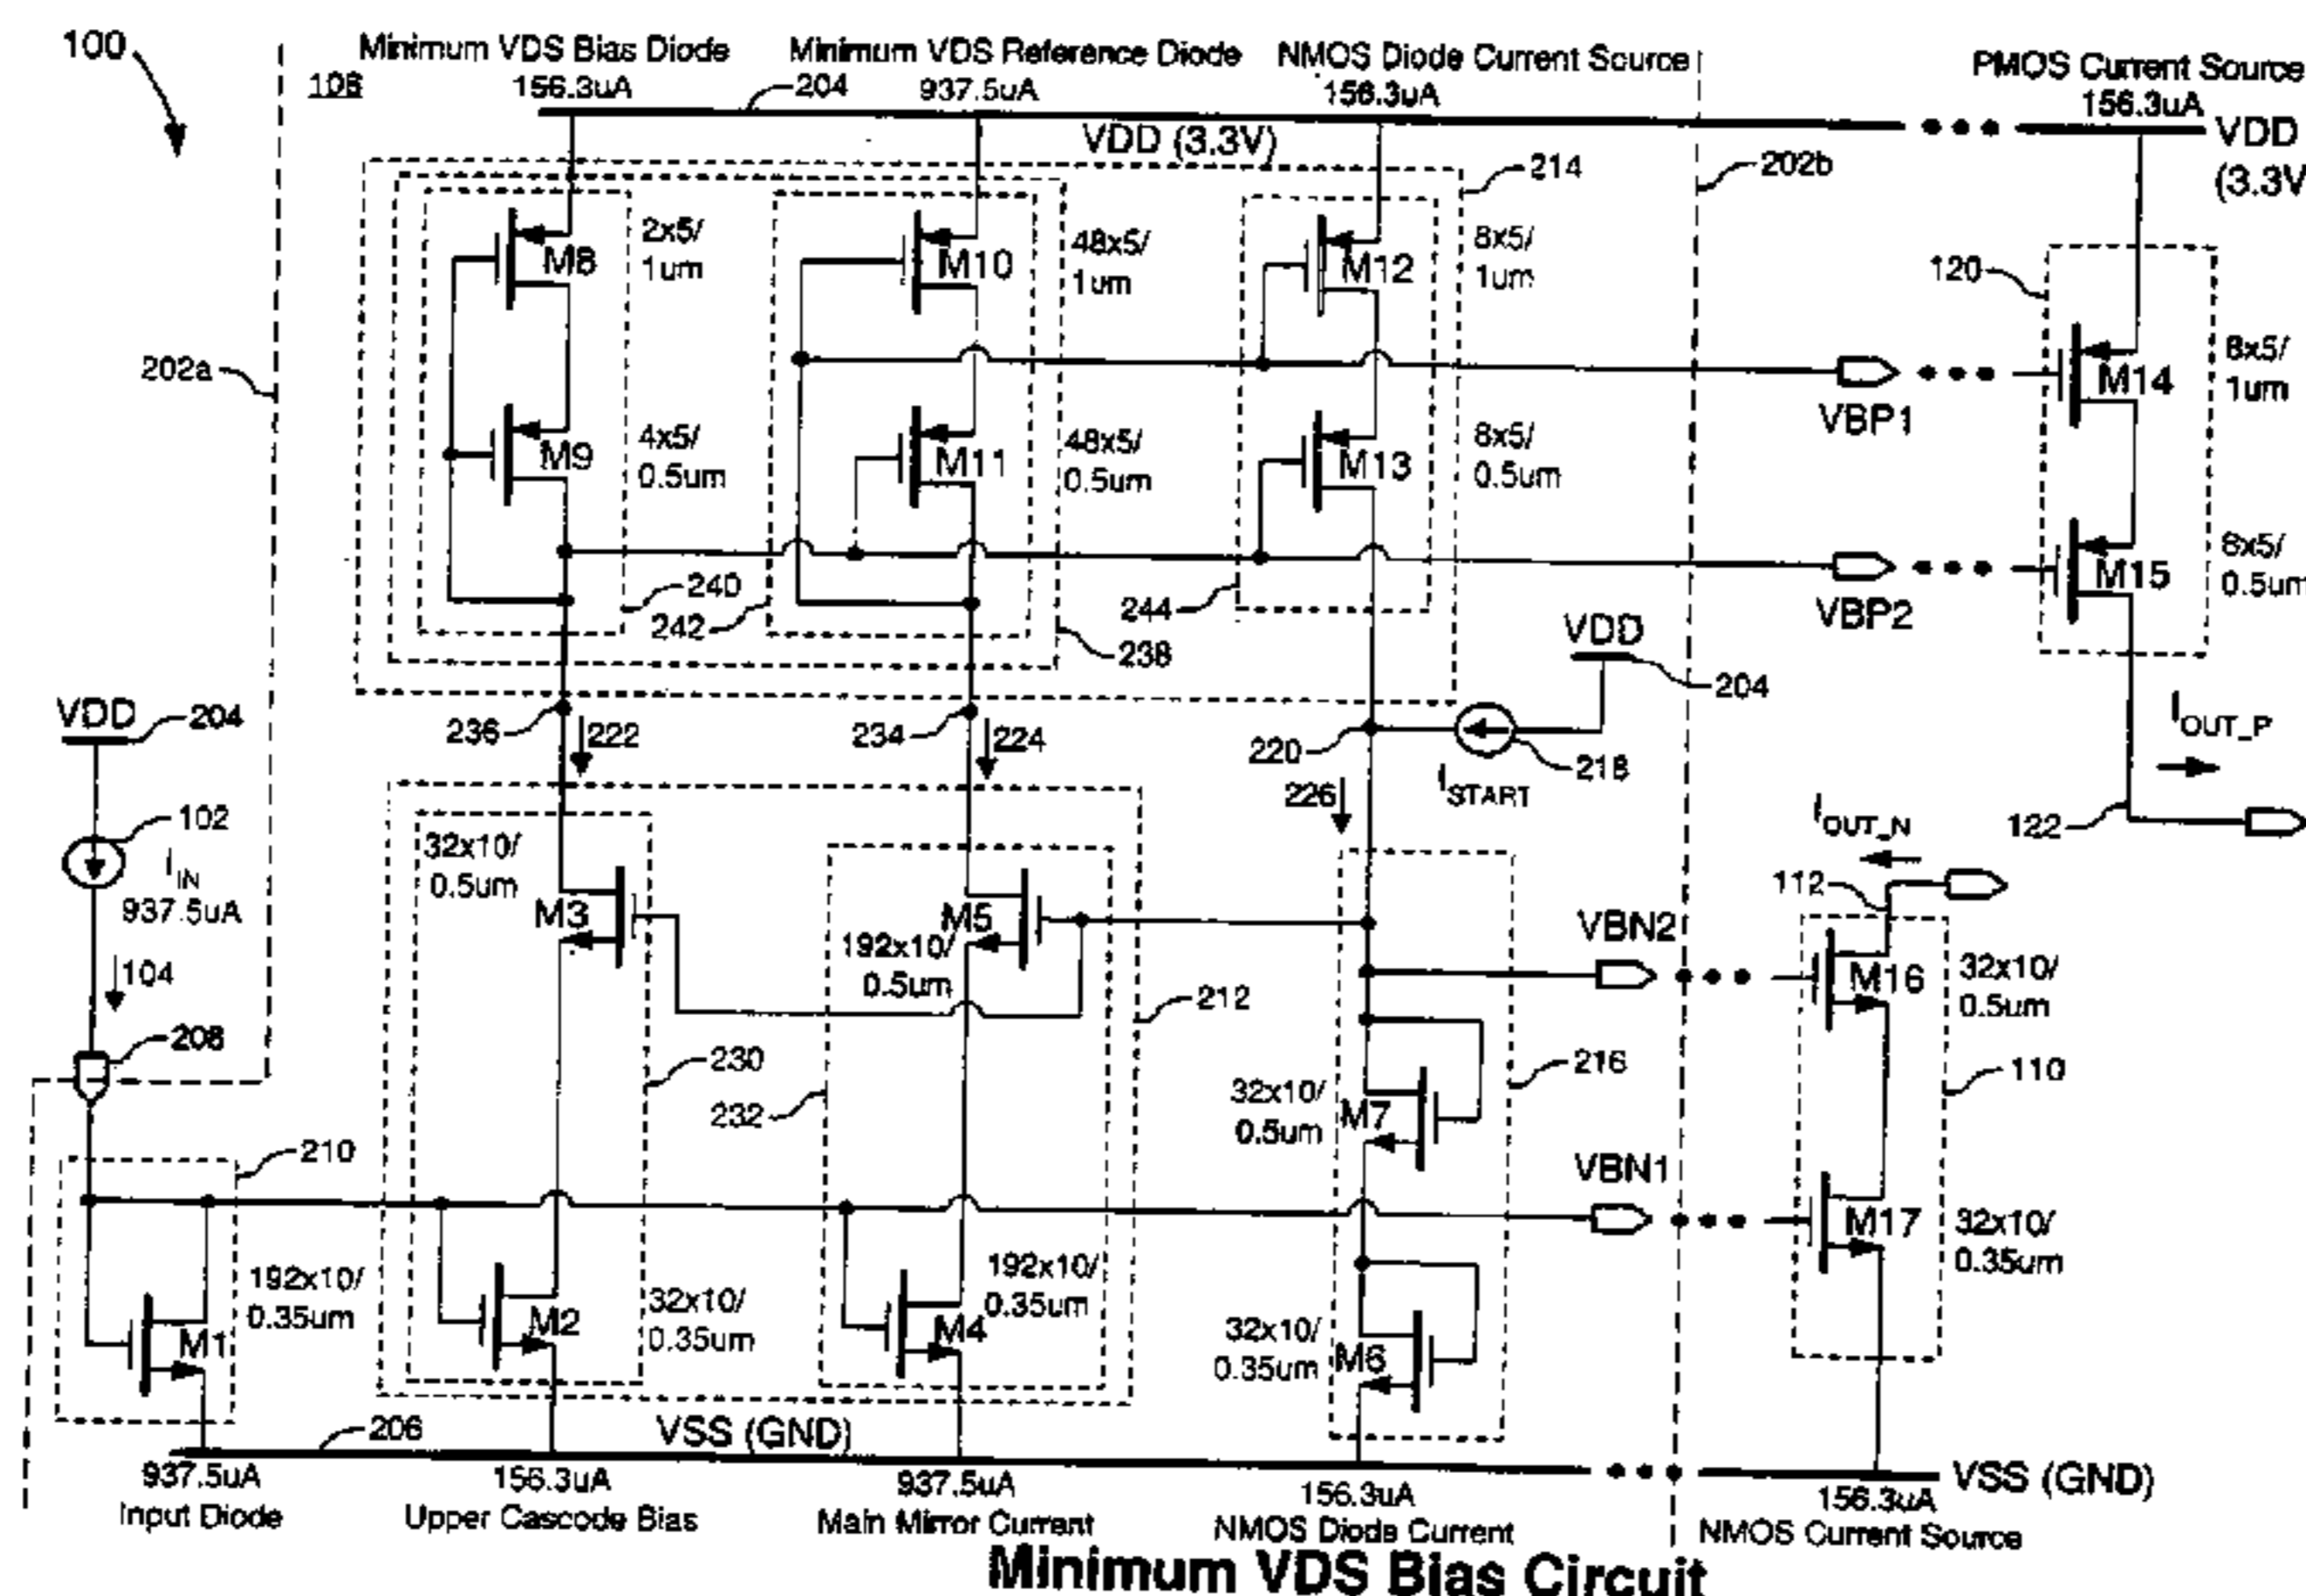 100
108
Minimum VDS Bias Diode
156.3uA
204
Minimum VDS Reference Diode
937.5uA
NMOS Diode Current Source
156.3uA
PMOS Current Source
156.3uA
VDD
(3.3V
VDD (3.3V)
214
202b
M8
2x5/
1um
M10
48x5/
1um
M12
8x5/
1um
120
M14
8x5/
1um
202a
VBP1
M9
4x5/
0.5um
M11
48x5/
0.5um
M13
8x5/
0.5um
M15
8x5/
0.5um
240
242
244
VBP2
238
VDD
204
VDD
204
236
222
234
224
220
218
ISTART
IOUT_P
226
122
102
IIN
937.5uA
32x10/
0.5um
M3
M5
192x10/
0.5um
IOUT_N
112
VBN2
M16
32x10/
0.5um
104
212
208
230
232
216
110
32x10/
0.5um
M7
VBN1
M17
32x10/
0.35um
210
192x10/
0.35um
M1
M2
32x10/
0.35um
192x10/
0.35um
M4
32x10/
0.35um
M6
206
VSS (GND)
VSS (GND)
937.5uA
Input Diode
156.3uA
Upper Cascode Bias
937.5uA
Main Mirror Current
156.3uA
NMOS Diode Current
156.3uA
NMOS Current Source
Minimum VDS Bias Circuit